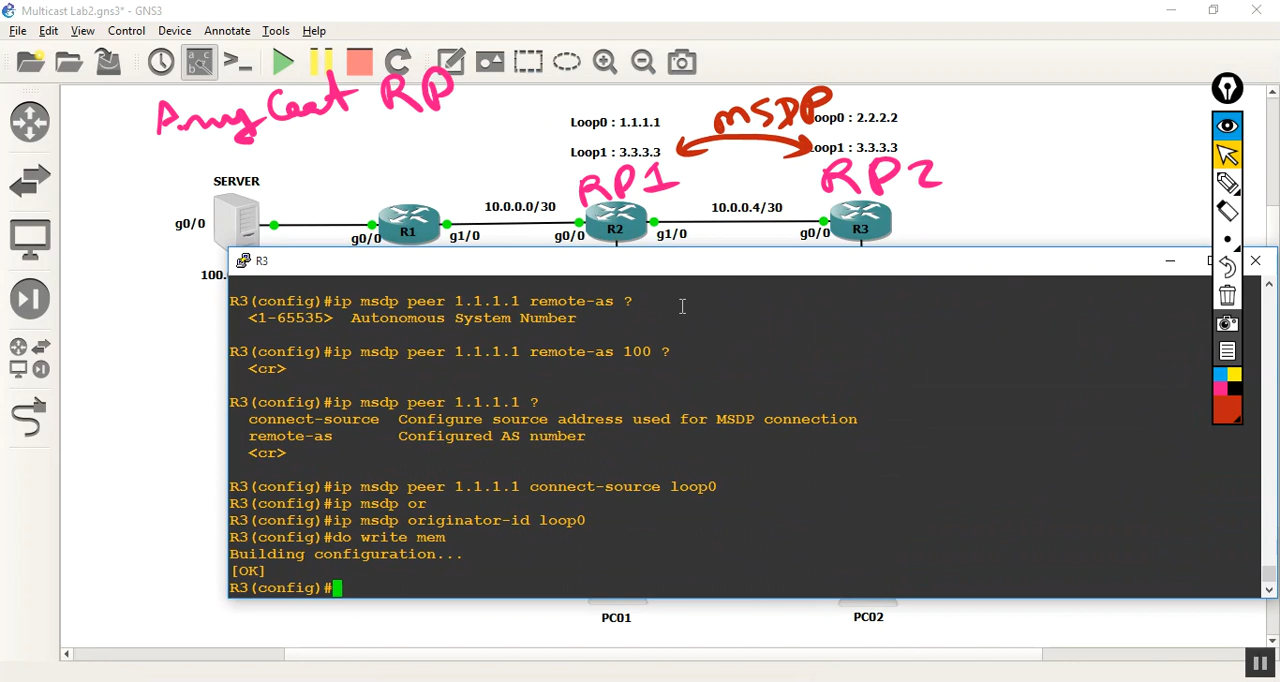 Multicast Lab2.gns3* - GNS3
File Edit View Control Device Annotate Tools Help
AnyCast RP
MSDP
Loop0 : 1.1.1.1
Loop0 : 2.2.2.2
Loop1 : 3.3.3.3
Loop1 : 3.3.3.3
RP1
RP2
SERVER
10.0.0.0/30
10.0.0.4/30
g0/0
R1
R2
R3
g0/0
g1/0
g0/0
g1/0
g0/0
100.
R3
R3(config)#ip msdp peer 1.1.1.1 remote-as ?
<1-65535> Autonomous System Number
R3(config)#ip msdp peer 1.1.1.1 remote-as 100 ?
<cr>
R3(config)#ip msdp peer 1.1.1.1 ?
connect-source Configure source address used for MSDP connection
remote-as Configured AS number
<cr>
R3(config)#ip msdp peer 1.1.1.1 connect-source loop0
R3(config)#ip msdp or
R3(config)#ip msdp originator-id loop0
R3(config)#do write mem
Building configuration...
[OK]
R3(config)#
PC01
PC02